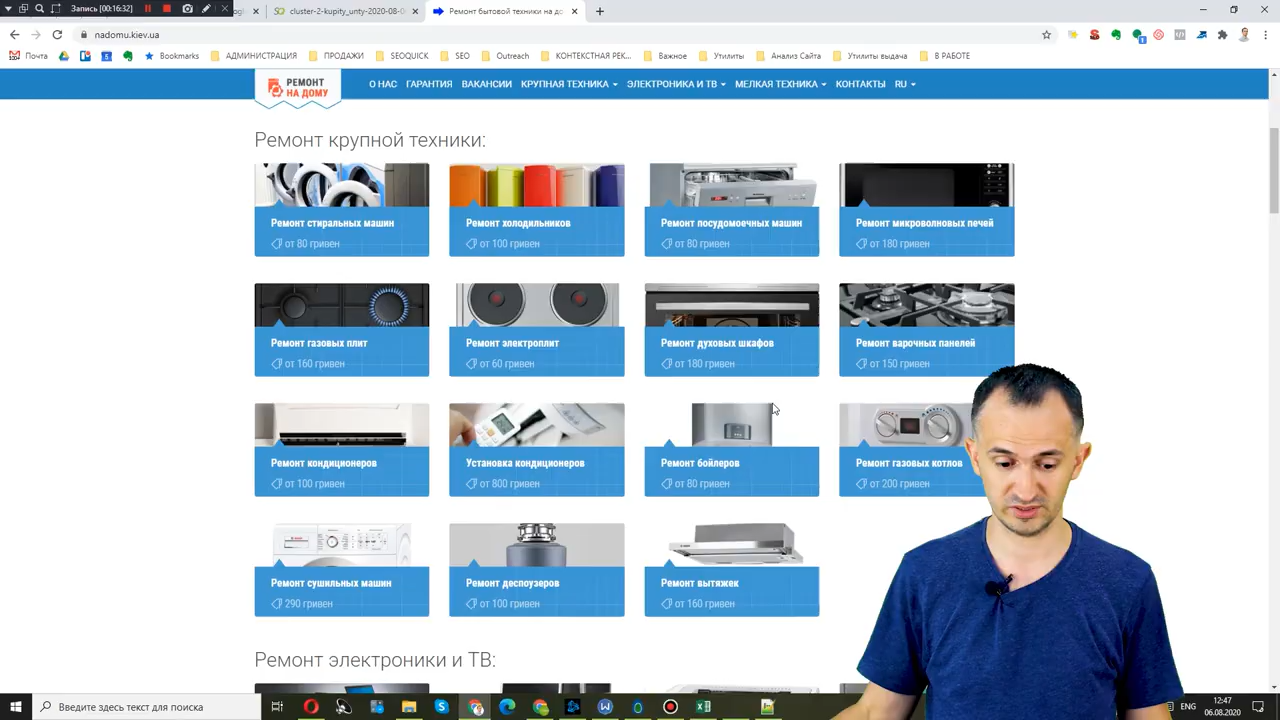 Запись [00:16:32]
cluster-2-kupity_unty-2020-08-0
Ремонт бытовой техники на до
nadomu.kiev.ua
Почта
Bookmarks
АДМИНИСТРАЦИЯ
ПРОДАЖИ
SEOQUICK
SEO
Outreach
КОНТЕКСТНАЯ РЕК...
Важное
Утилиты
Анализ Сайта
Утилиты выдача
В РАБОТЕ
РЕМОНТ
НА ДОМУ
О НАС
ГАРАНТИЯ
ВАКАНСИИ
КРУПНАЯ ТЕХНИКА
ЭЛЕКТРОНИКА И ТВ
МЕЛКАЯ ТЕХНИКА
КОНТАКТЫ
RU
Ремонт крупной техники:
Ремонт стиральных машин
от 80 гривен
Ремонт холодильников
от 100 гривен
Ремонт посудомоечных машин
от 80 гривен
Ремонт микроволновых печей
от 180 гривен
Ремонт газовых плит
от 160 гривен
Ремонт электроплит
от 60 гривен
Ремонт духовых шкафов
от 180 гривен
Ремонт варочных панелей
от 150 гривен
Ремонт кондиционеров
от 100 гривен
Установка кондиционеров
от 800 гривен
Ремонт бойлеров
от 80 гривен
Ремонт газовых котлов
от 200 гривен
Ремонт сушильных машин
290 гривен
Ремонт деспоузеров
от 100 гривен
Ремонт вытяжек
от 160 гривен
Ремонт электроники и ТВ:
Введите здесь текст для поиска
ENG
12:47
06.08.2020